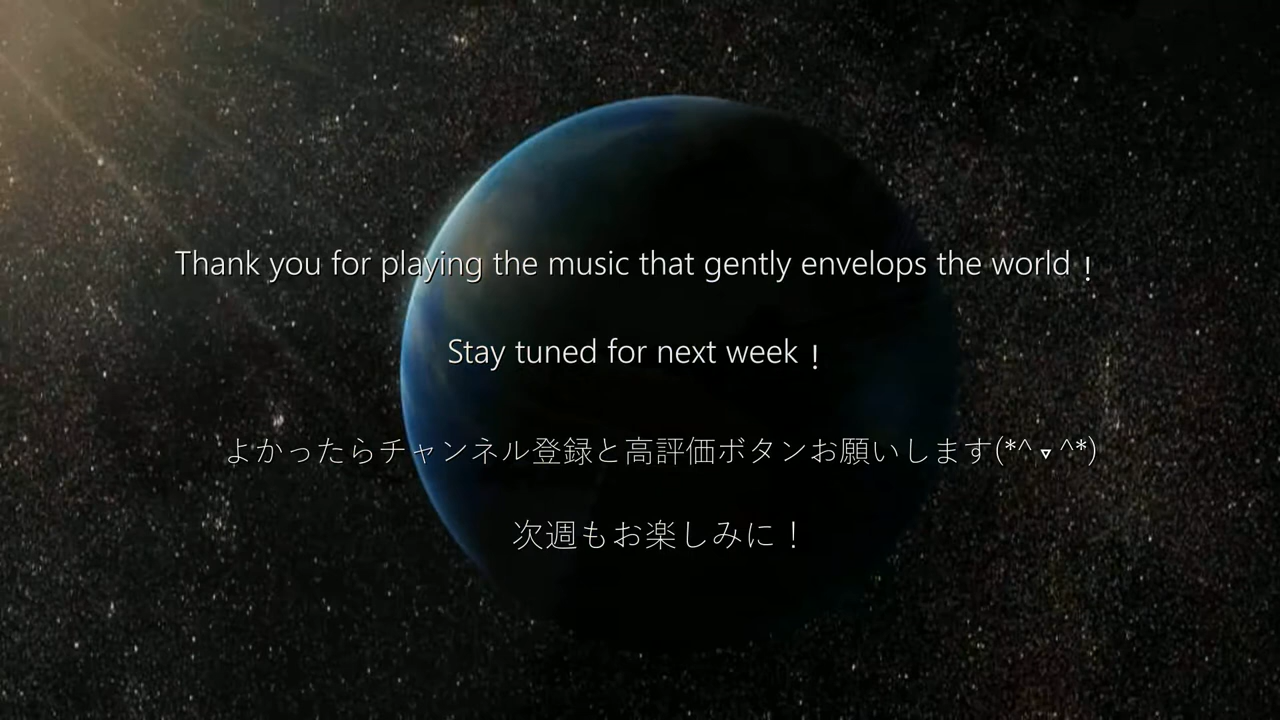 Thank you for playing the music that gently envelops the world！
Stay tuned for next week！
よかったらチャンネル登録と高評価ボタンお願いします(*^▿^*)
次週もお楽しみに！